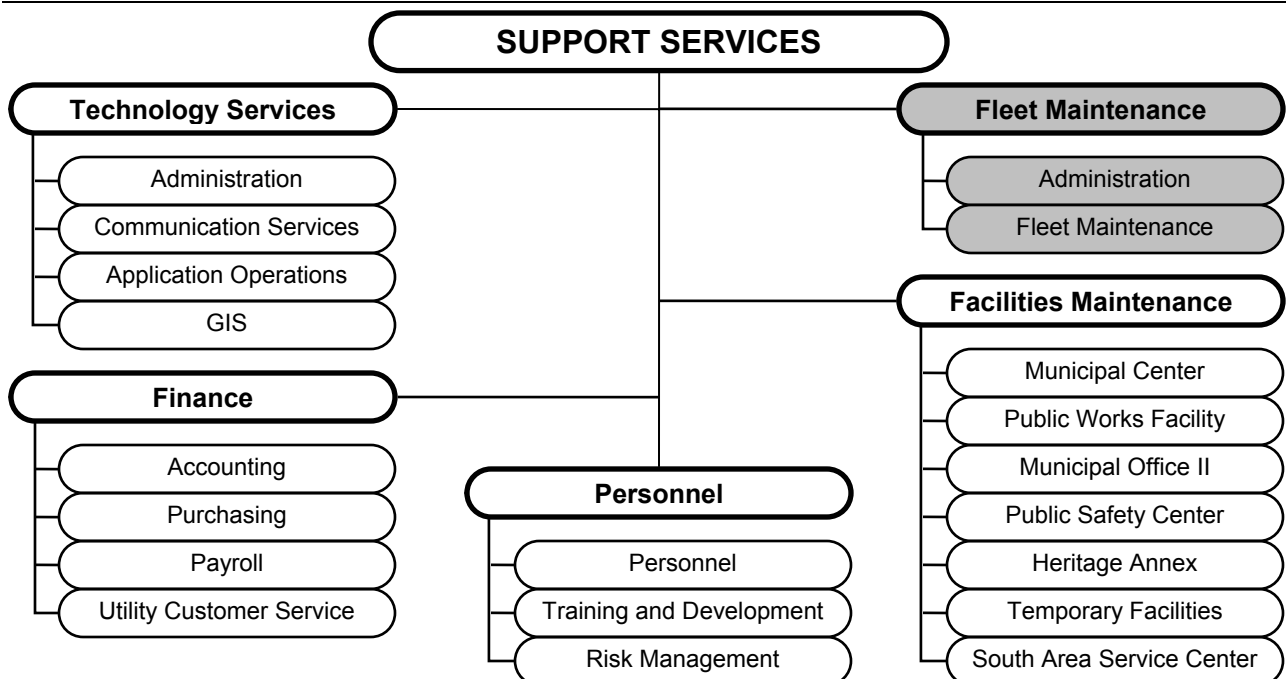 SUPPORT SERVICES
Technology Services
Administration
Communication Services
Application Operations
GIS
Finance
Accounting
Purchasing
Payroll
Utility Customer Service
Personnel
Personnel
Training and Development
Risk Management
Fleet Maintenance
Administration
Fleet Maintenance
Facilities Maintenance
Municipal Center
Public Works Facility
Municipal Office II
Public Safety Center
Heritage Annex
Temporary Facilities
South Area Service Center